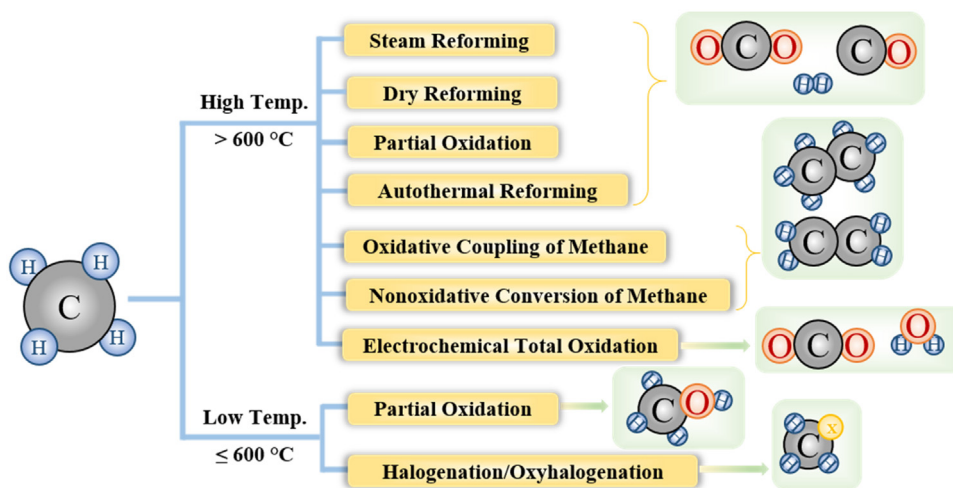 Steam Reforming
O C O
C O
H H
High Temp.
Dry Reforming
> 600 °C
Partial Oxidation
H H H C C H H H
Autothermal Reforming
H H
C C
H H
Oxidative Coupling of Methane
H H
C
H H
Nonoxidative Conversion of Methane
Electrochemical Total Oxidation
O C O
O
H H
Low Temp.
Partial Oxidation
H
C O H
H H
≤ 600 °C
H X
C
H H
Halogenation/Oxyhalogenation